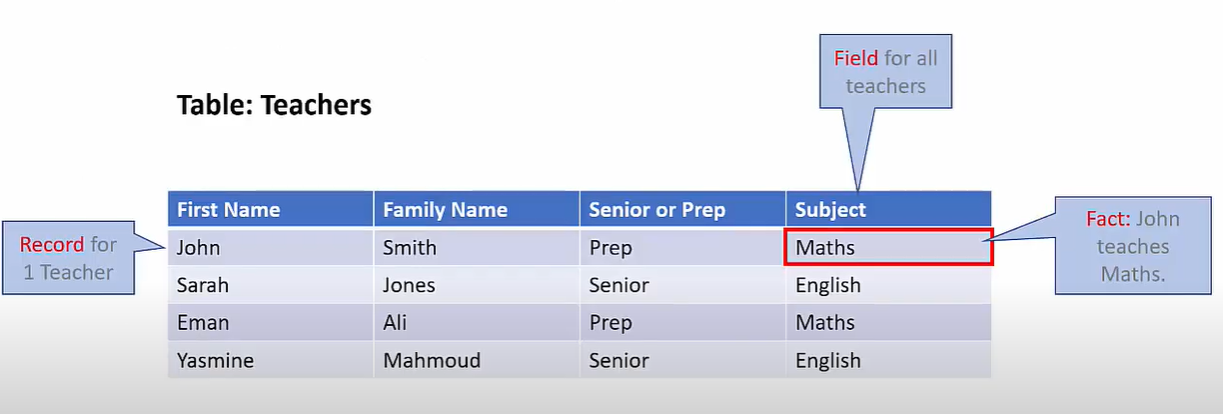 Field for all
teachers
Table: Teachers
First Name Family Name Senior or Prep Subject
Record for
1 Teacher
John Smith Prep Maths
Fact: John
teaches
Maths.
Sarah Jones Senior English
Eman Ali Prep Maths
Yasmine Mahmoud Senior English